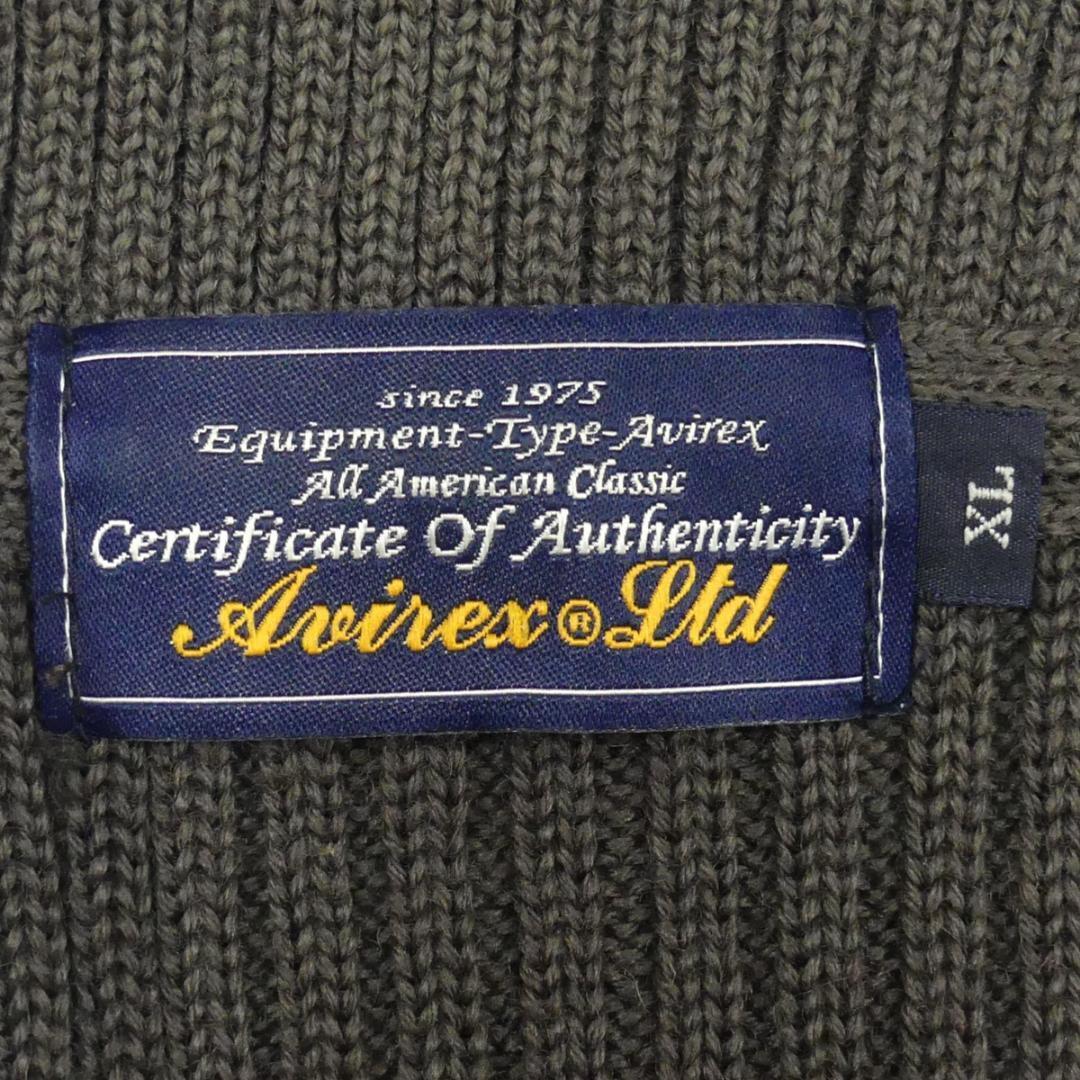 since 1975
Equipment-Type-Avirex
All American Classic
Certificate Of Authenticity
Avirex® Ltd
XL